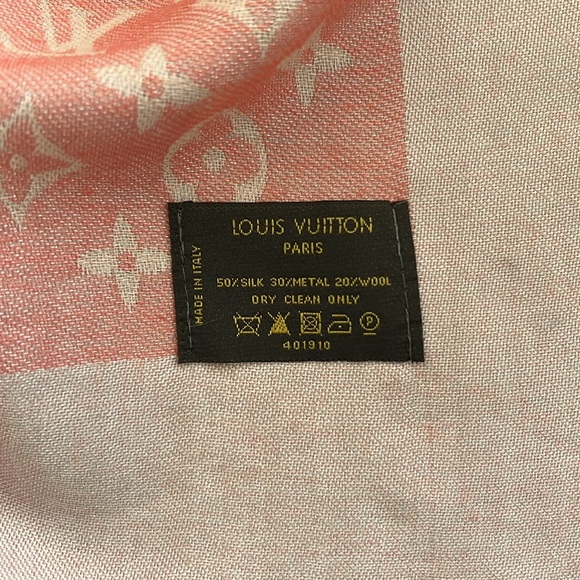 LOUIS VUITTON
PARIS
50%SILK 30%METAL 20%WOOL
DRY CLEAN ONLY
P
401910
MADE IN ITALY